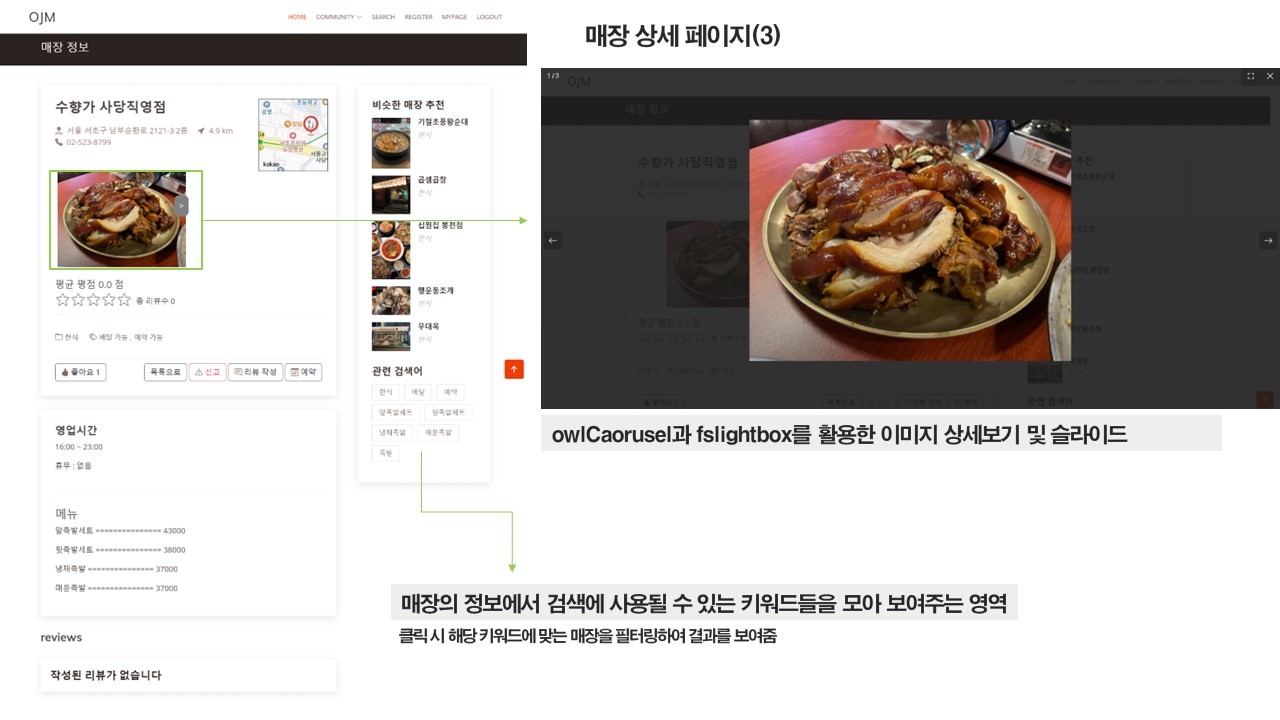 OJM
HOME COMMUNITY SEARCH REGISTER MYPAGE LOGOUT
매장 정보
수향가 사당직영점
서울 서초구 남부순환로 2121-3 2층 4.9 km
02-523-8799
kakao
>
평균 평점 0.0 점
총 리뷰수 0
한식 배달 가능 , 예약 가능
좋아요 1 목록으로 신고 리뷰 작성 예약
영업시간
16:00 ~ 23:00
휴무 : 없음
메뉴
앞족발세트 =============== 43000
뒷족발세트 =============== 38000
냉채족발 =============== 37000
매운족발 =============== 37000
reviews
작성된 리뷰가 없습니다
비슷한 매장 추천
기절초풍왕순대
한식
곱셈곱창
한식
십원집 봉천점
한식
행운동조개
한식
우대옥
한식
관련 검색어
한식 배달 예약
앞족발세트 뒷족발세트
냉채족발 매운족발
족발
매장 상세 페이지(3)
1 / 3
OJM
매장 정보
수향가 사당직영점
owlCaorusel과 fslightbox를 활용한 이미지 상세보기 및 슬라이드
매장의 정보에서 검색에 사용될 수 있는 키워드들을 모아 보여주는 영역
클릭 시 해당 키워드에 맞는 매장을 필터링하여 결과를 보여줌